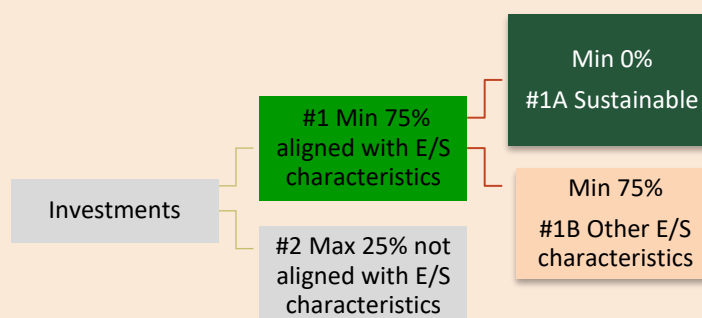 Min 0%
#1A Sustainable
#1 Min 75%
aligned with E/S
characteristics
Min 75%
#1B Other E/S
characteristics
Investments
#2 Max 25% not
aligned with E/S
characteristics